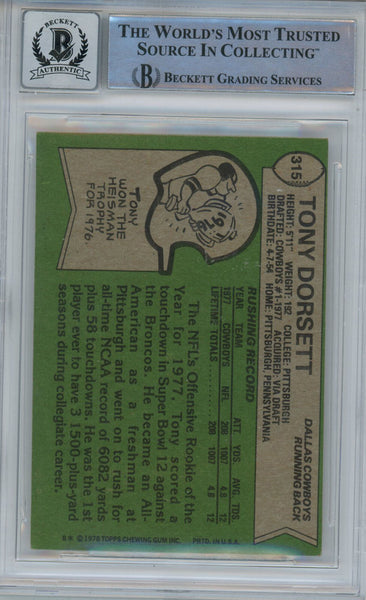 BECKETT
AUTHENTIC
THE WORLD'S MOST TRUSTED
SOURCE IN COLLECTING™
BECKETT GRADING SERVICES
315
TONY DORSETT
DALLAS COWBOYS
RUNNING BACK
HEIGHT: 5'11" WEIGHT: 192 COLLEGE: PITTSBURGH
DRAFTED: COWBOYS #1-1977 ACQUIRED: VIA DRAFT
BIRTHDATE: 4-7-54 HOME: PITTSBURGH, PENNSYLVANIA
RUSHING RECORD
YEAR TEAM ATT. YDS. AVG. TDS.
1977 COWBOYS NFL 208 1007 4.8 12
LIFETIME TOTALS 208 1007 4.8 12
TONY
WON THE
HEISMAN
TROPHY
FOR 1976.
1976
The NFL's Offensive Rookie of the
Year for 1977, Tony scored a
touchdown in Super Bowl 12 against
the Broncos. He became an All-
American as a freshman at
Pittsburgh and went on to rush for
all-time NCAA record of 6082 yards
plus 58 touchdowns. He was the 1st
player ever to have 3 1500-plus-yard
seasons during collegiate career.
©1978 TOPPS CHEWING GUM INC. PRTD. IN U.S.A.